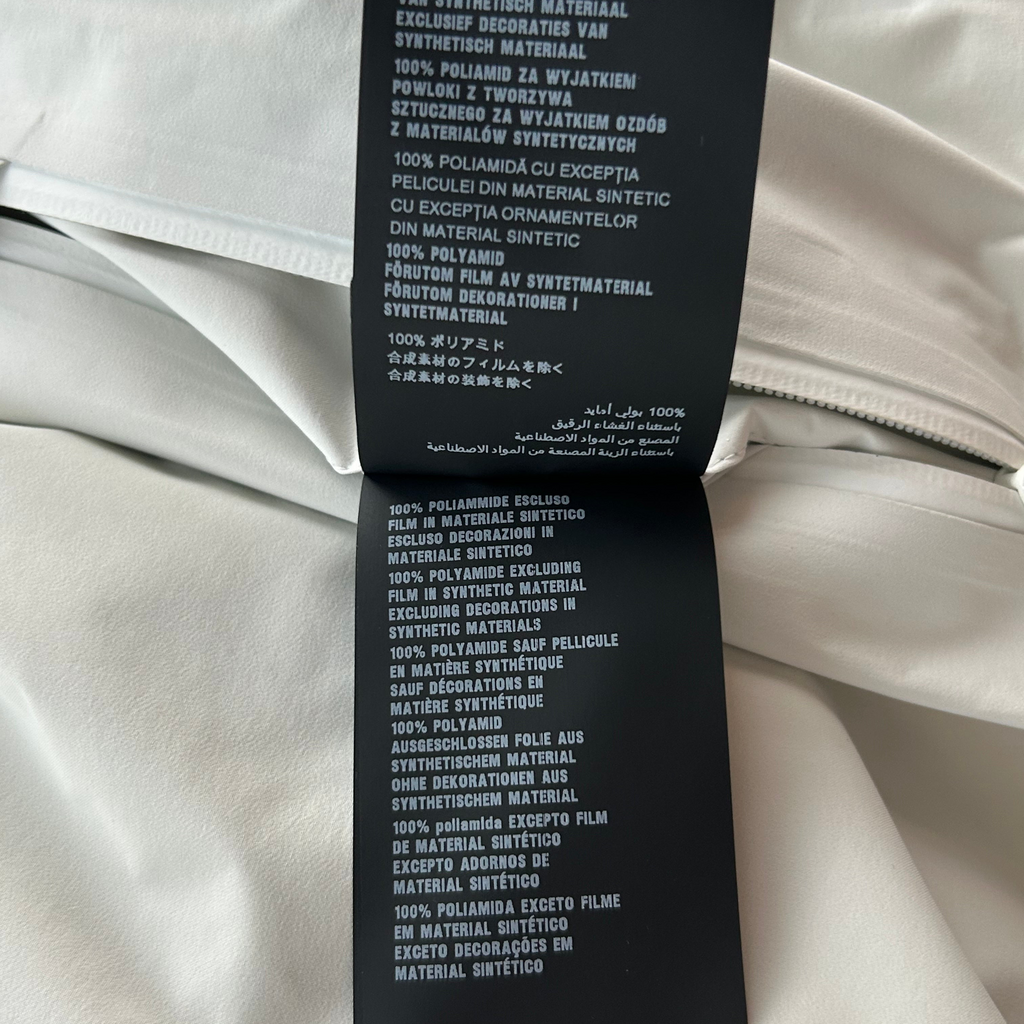 VAN SYNTHETISCH MATERIAAL
EXCLUSIEF DECORATIES VAN
SYNTHETISCH MATERIAAL
100% POLIAMID ZA WYJATKIEM
POWLOKI Z TWORZYWA
SZTUCZNEGO ZA WYJATKIEM OZDÓB
Z MATERIALÓW SYNTETYCZNYCH
100% POLIAMIDĂ CU EXCEPȚIA
PELICULEI DIN MATERIAL SINTETIC
CU EXCEPȚIA ORNAMENTELOR
DIN MATERIAL SINTETIC
100% POLYAMID
FÖRUTOM FILM AV SYNTETMATERIAL
FÖRUTOM DEKORATIONER I
SYNTETMATERIAL
100% ポリアミド
合成素材のフィルムを除く
合成素材の装飾を除く
100% بولي أمايد
باستثناء الغشاء الرقيق
المصنع من المواد الاصطناعية
باستثناء الزينة المصنعة من المواد الاصطناعية
100% POLIAMMIDE ESCLUSO
FILM IN MATERIALE SINTETICO
ESCLUSO DECORAZIONI IN
MATERIALE SINTETICO
100% POLYAMIDE EXCLUDING
FILM IN SYNTHETIC MATERIAL
EXCLUDING DECORATIONS IN
SYNTHETIC MATERIALS
100% POLYAMIDE SAUF PELLICULE
EN MATIÈRE SYNTHÉTIQUE
SAUF DÉCORATIONS EN
MATIÈRE SYNTHÉTIQUE
100% POLYAMID
AUSGESCHLOSSEN FOLIE AUS
SYNTHETISCHEM MATERIAL
OHNE DEKORATIONEN AUS
SYNTHETISCHEM MATERIAL
100% poliamida EXCEPTO FILM
DE MATERIAL SINTÉTICO
EXCEPTO ADORNOS DE
MATERIAL SINTÉTICO
100% POLIAMIDA EXCETO FILME
EM MATERIAL SINTÉTICO
EXCETO DECORAÇÕES EM
MATERIAL SINTÉTICO